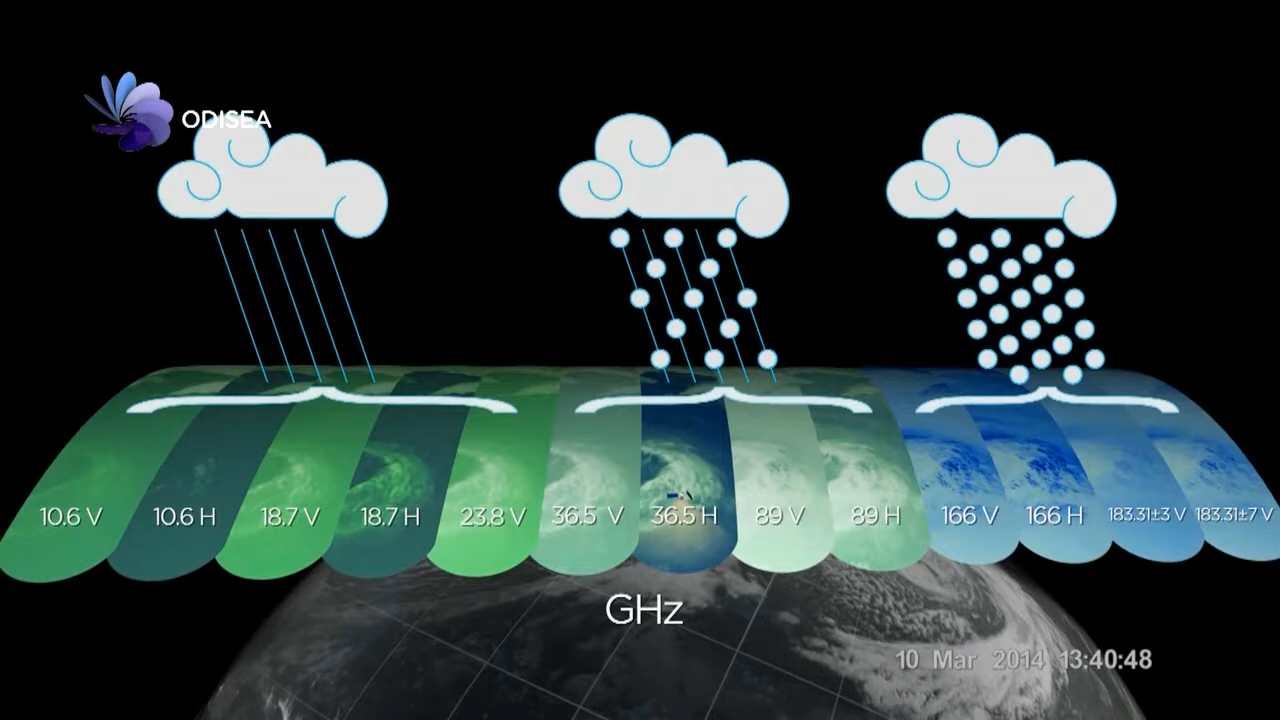 ODISEA
10.6 V 10.6 H 18.7 V 18.7 H 23.8 V 36.5 V 36.5 H 89 V 89 H 166 V 166 H 183.31±3 V 183.31±7 V
GHz
10 Mar 2014 13:40:48